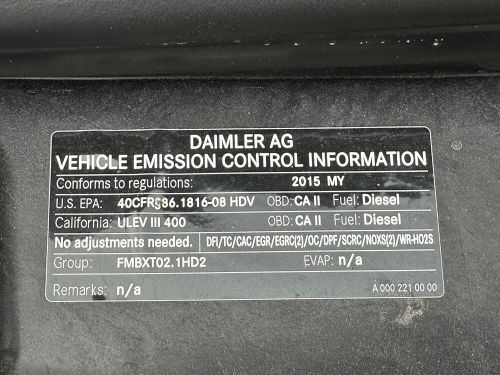 DAIMLER AG
VEHICLE EMISSION CONTROL INFORMATION
Conforms to regulations: 2015 MY
U.S. EPA: 40CFR§86.1816-08 HDV OBD: CA II Fuel: Diesel
California: ULEV III 400 OBD: CA II Fuel: Diesel
No adjustments needed. DFI/TC/CAC/EGR/EGRC(2)/OC/DPF/SCRC/NOXS(2)/WR-HO2S
Group: FMBXT02.1HD2 EVAP: n/a
Remarks: n/a A 000 221 00 00